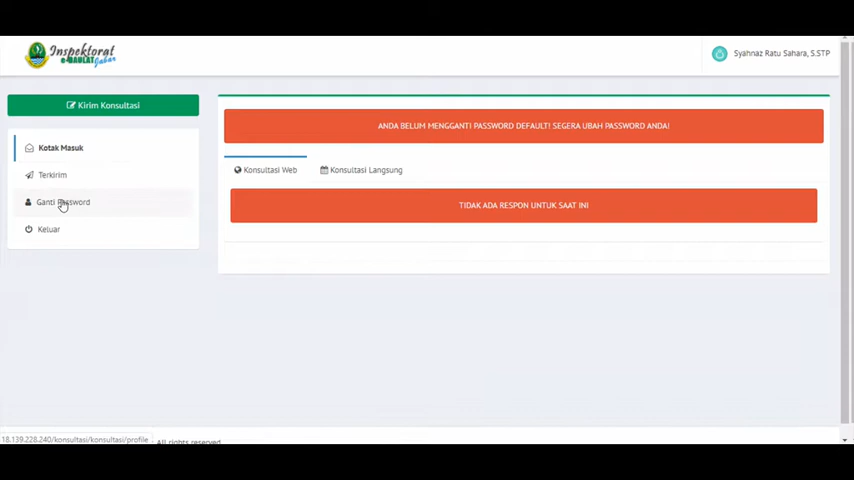 Inspektorat
e-BAULAT Jabar
Syahnaz Ratu Sahara, S.STP
Kirim Konsultasi
ANDA BELUM MENGGANTI PASSWORD DEFAULT! SEGERA UBAH PASSWORD ANDA!
Kotak Masuk
Konsultasi Web
Konsultasi Langsung
Terkirim
Ganti Password
TIDAK ADA RESPON UNTUK SAAT INI
Keluar
18.139.228.240/konsultasi/konsultasi/profile
All rights reserved